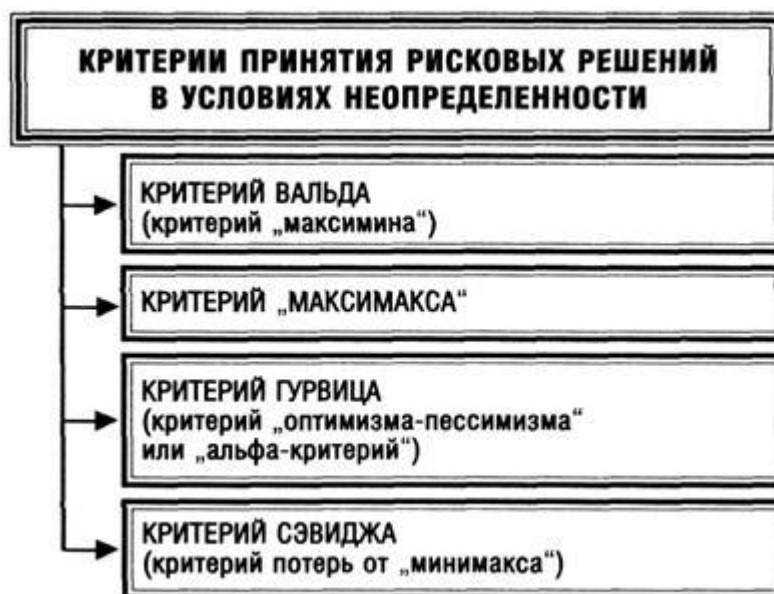 КРИТЕРИИ ПРИНЯТИЯ РИСКОВЫХ РЕШЕНИЙ
В УСЛОВИЯХ НЕОПРЕДЕЛЕННОСТИ
КРИТЕРИЙ ВАЛЬДА
(критерий „максимина“)
КРИТЕРИЙ „МАКСИМАКСА“
КРИТЕРИЙ ГУРВИЦА
(критерий „оптимизма-пессимизма“
или „альфа-критерий“)
КРИТЕРИЙ СЭВИДЖА
(критерий потерь от „минимакса“)